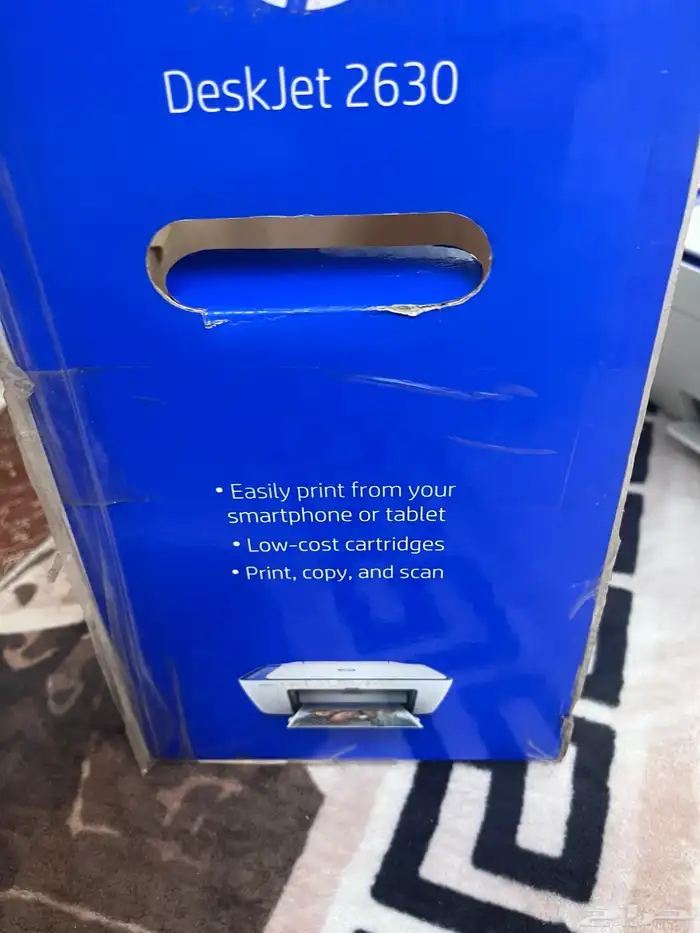 DeskJet 2630
• Easily print from your
smartphone or tablet
• Low-cost cartridges
• Print, copy, and scan